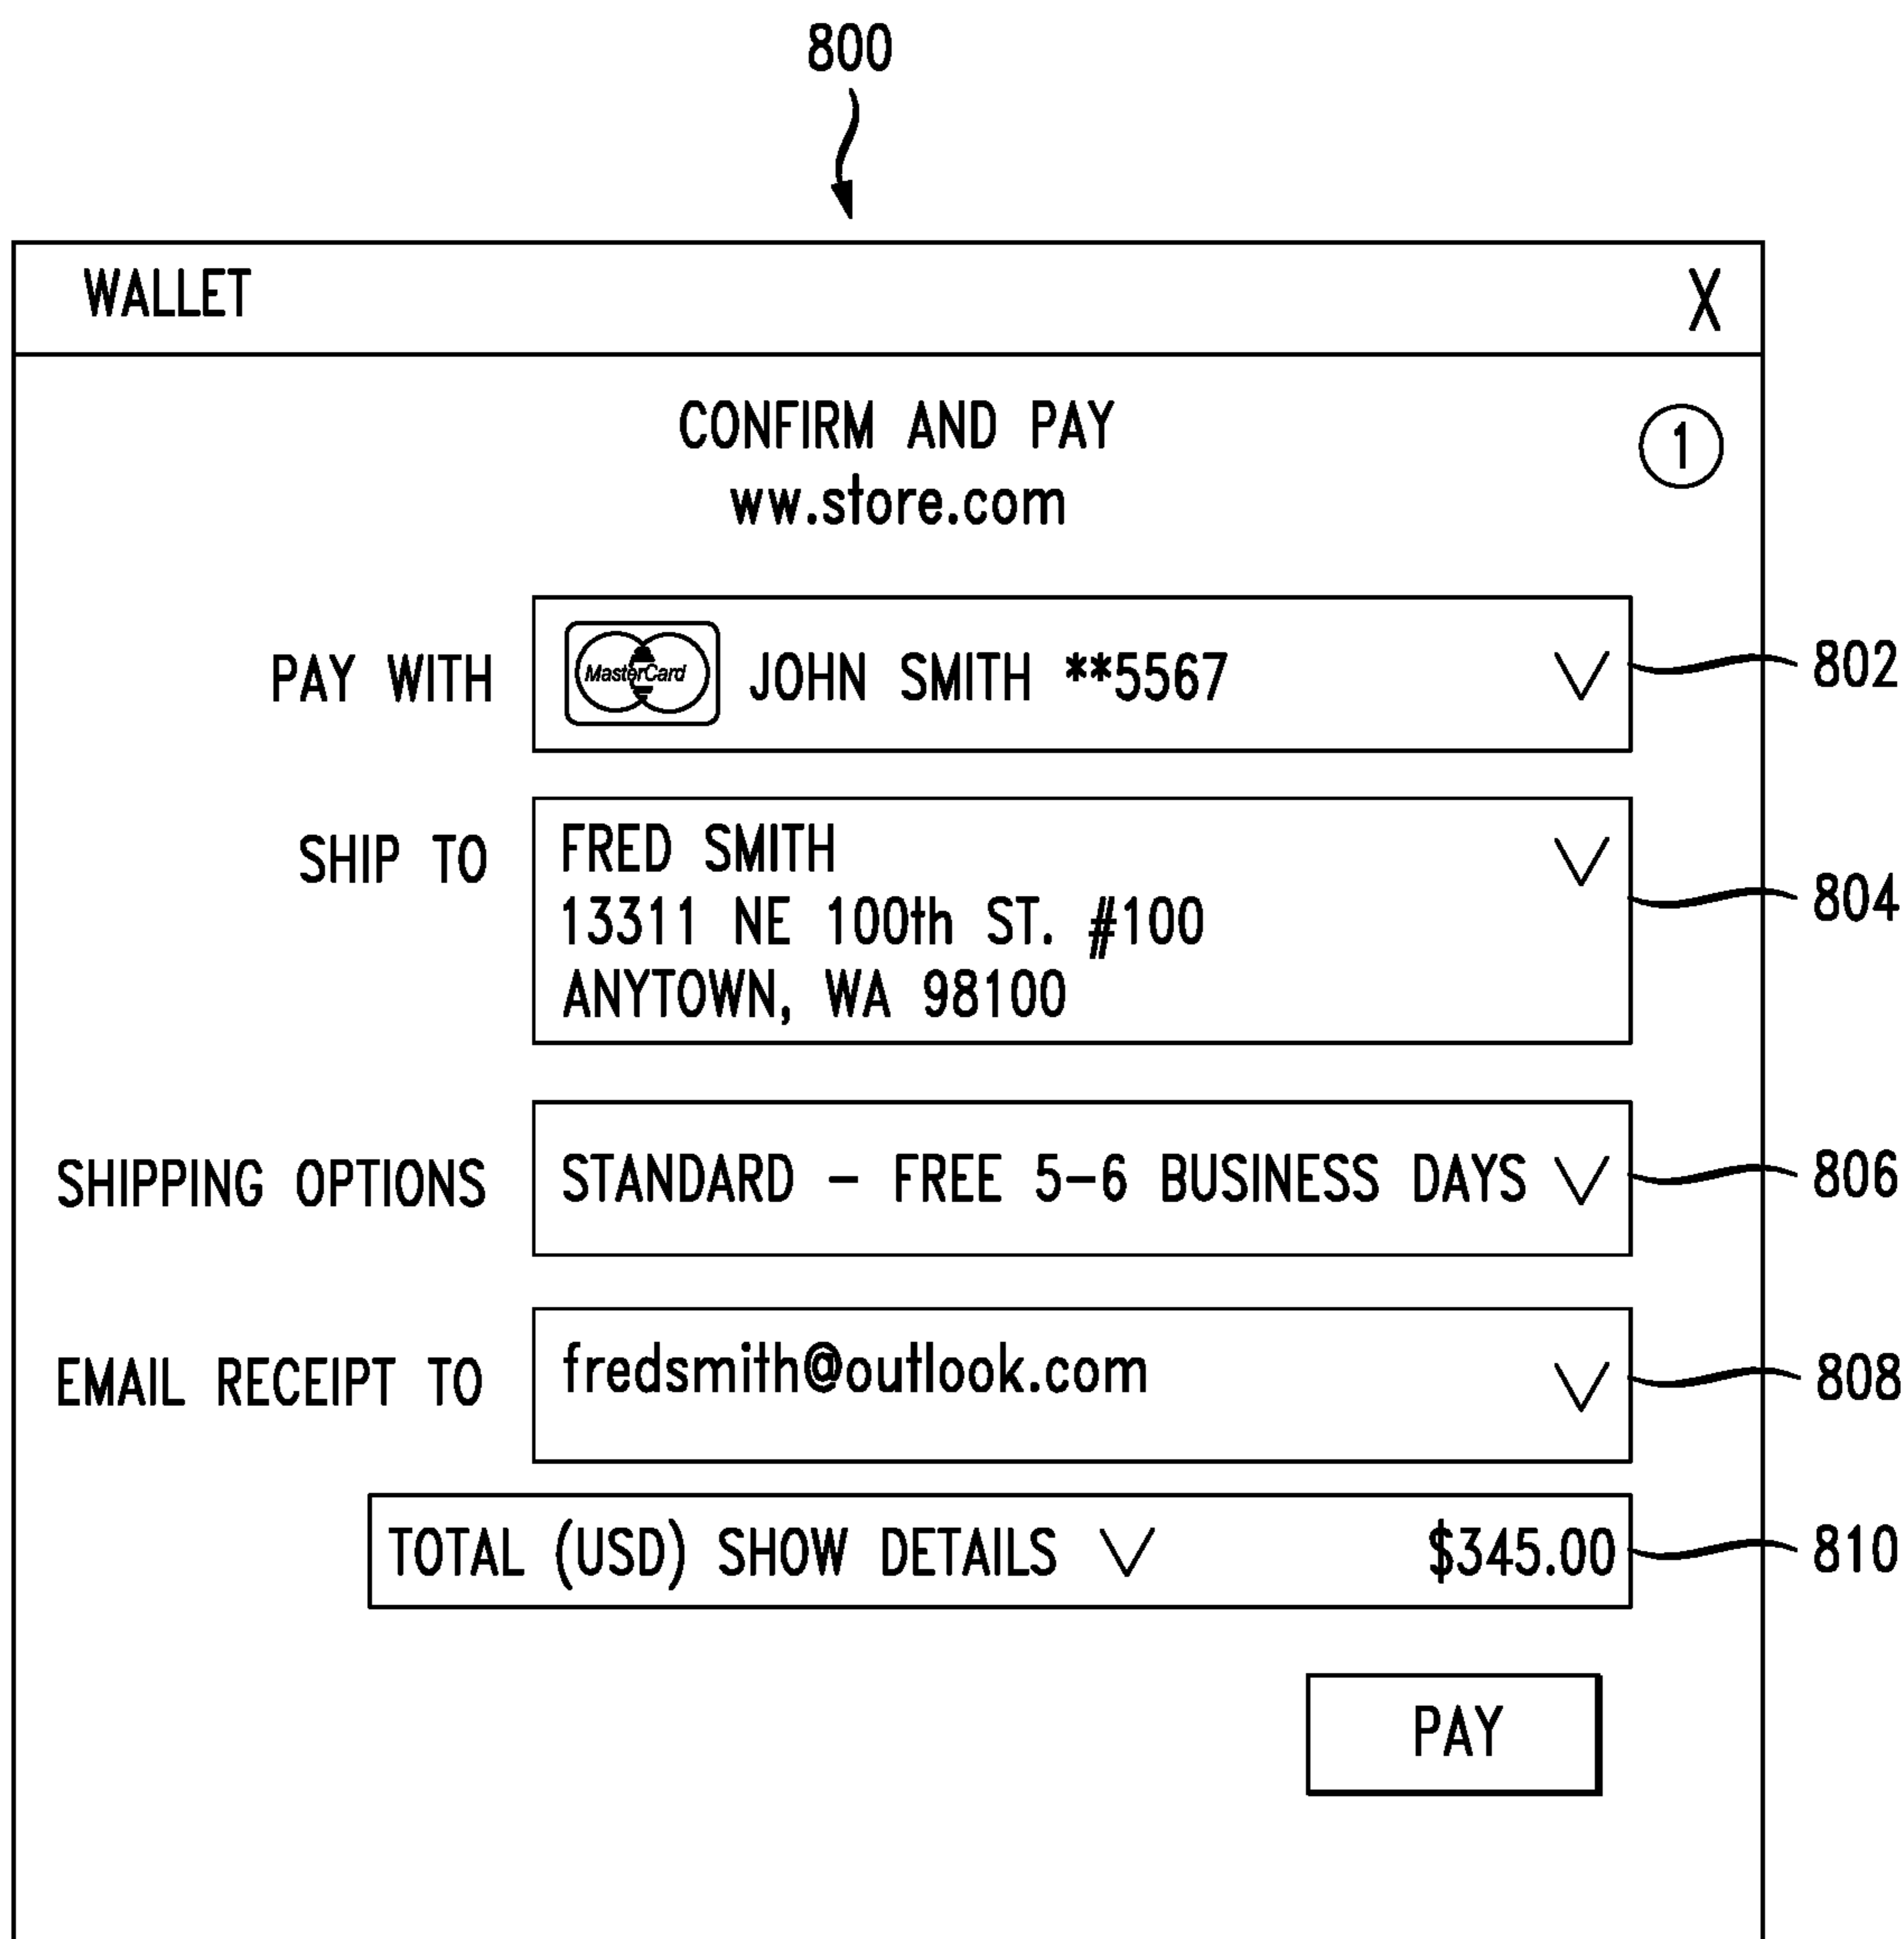 800
WALLET X
CONFIRM AND PAY
1
ww.store.com
PAY WITH MasterCard JOHN SMITH **5567 802
SHIP TO FRED SMITH
13311 NE 100th ST. #100 804
ANYTOWN, WA 98100
SHIPPING OPTIONS STANDARD - FREE 5-6 BUSINESS DAYS 806
EMAIL RECEIPT TO fredsmith@outlook.com 808
TOTAL (USD) SHOW DETAILS $345.00 810
PAY